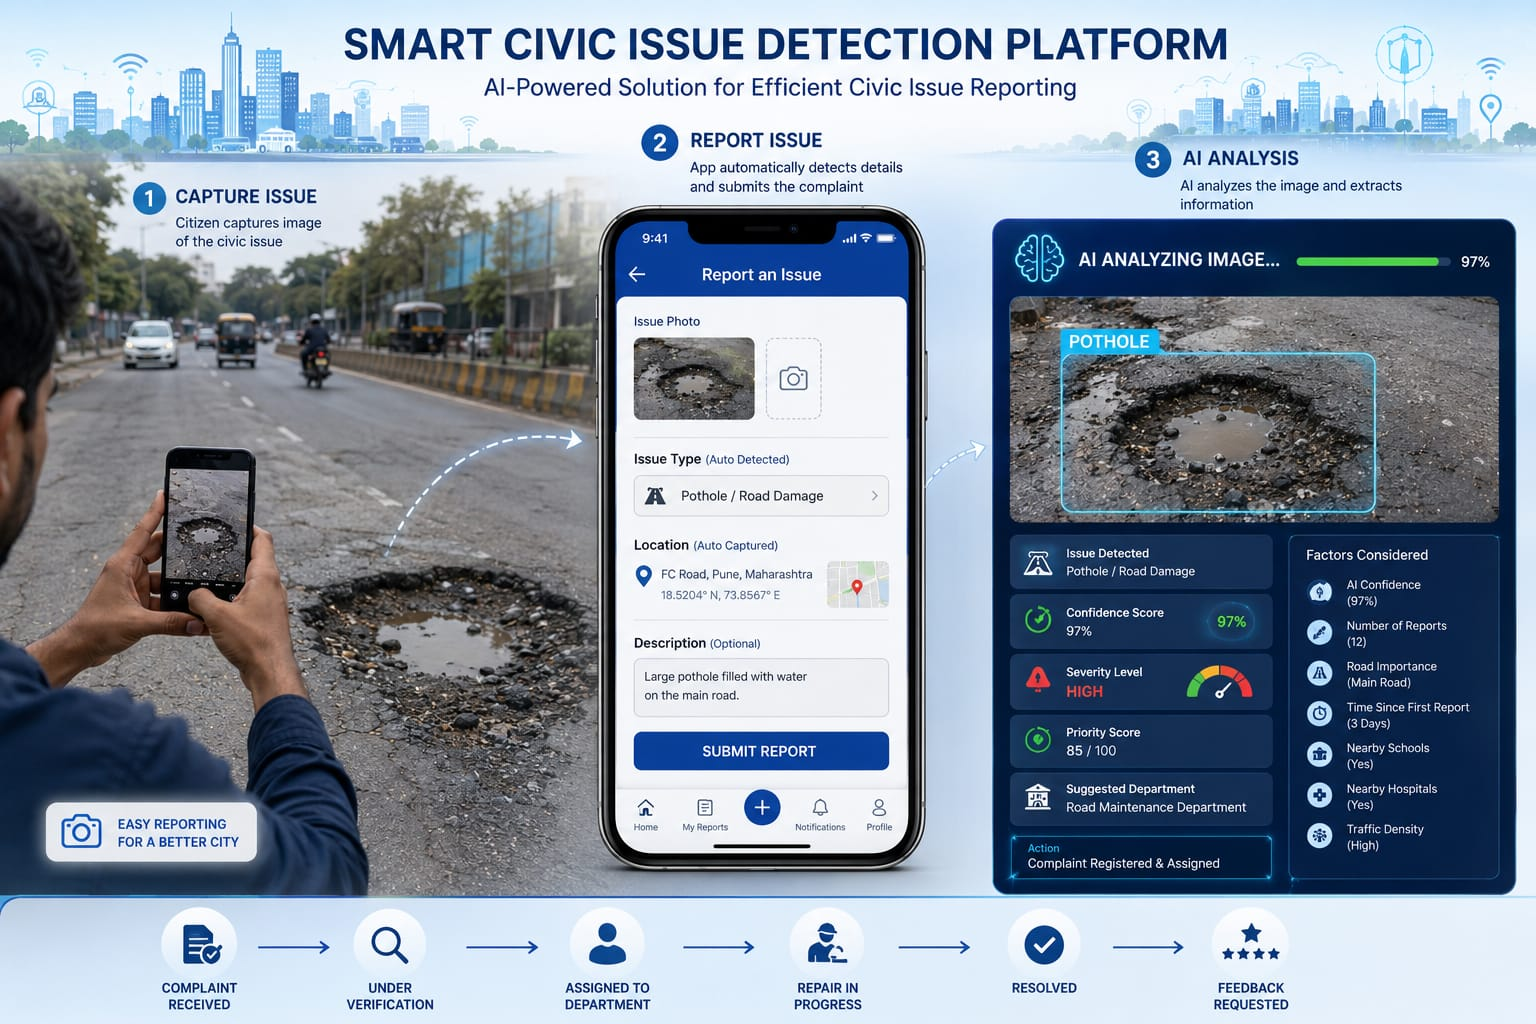 SMART CIVIC ISSUE DETECTION PLATFORM
AI-Powered Solution for Efficient Civic Issue Reporting
1 CAPTURE ISSUE
Citizen captures image
of the civic issue
EASY REPORTING
FOR A BETTER CITY
2 REPORT ISSUE
App automatically detects details
and submits the complaint
9:41
Report an Issue
Issue Photo
Issue Type (Auto Detected)
Pothole / Road Damage
Location (Auto Captured)
FC Road, Pune, Maharashtra
18.5204° N, 73.8567° E
Description (Optional)
Large pothole filled with water
on the main road.
SUBMIT REPORT
Home
My Reports
Notifications
Profile
3 AI ANALYSIS
AI analyzes the image and extracts
information
AI ANALYZING IMAGE... 97%
POTHOLE
Issue Detected
Pothole / Road Damage
Confidence Score
97%
97%
Severity Level
HIGH
Priority Score
85 / 100
Suggested Department
Road Maintenance Department
Action
Complaint Registered & Assigned
Factors Considered
AI Confidence
(97%)
Number of Reports
(12)
Road Importance
(Main Road)
Time Since First Report
(3 Days)
Nearby Schools
(Yes)
Nearby Hospitals
(Yes)
Traffic Density
(High)
COMPLAINT
RECEIVED
UNDER
VERIFICATION
ASSIGNED TO
DEPARTMENT
REPAIR IN
PROGRESS
RESOLVED
FEEDBACK
REQUESTED